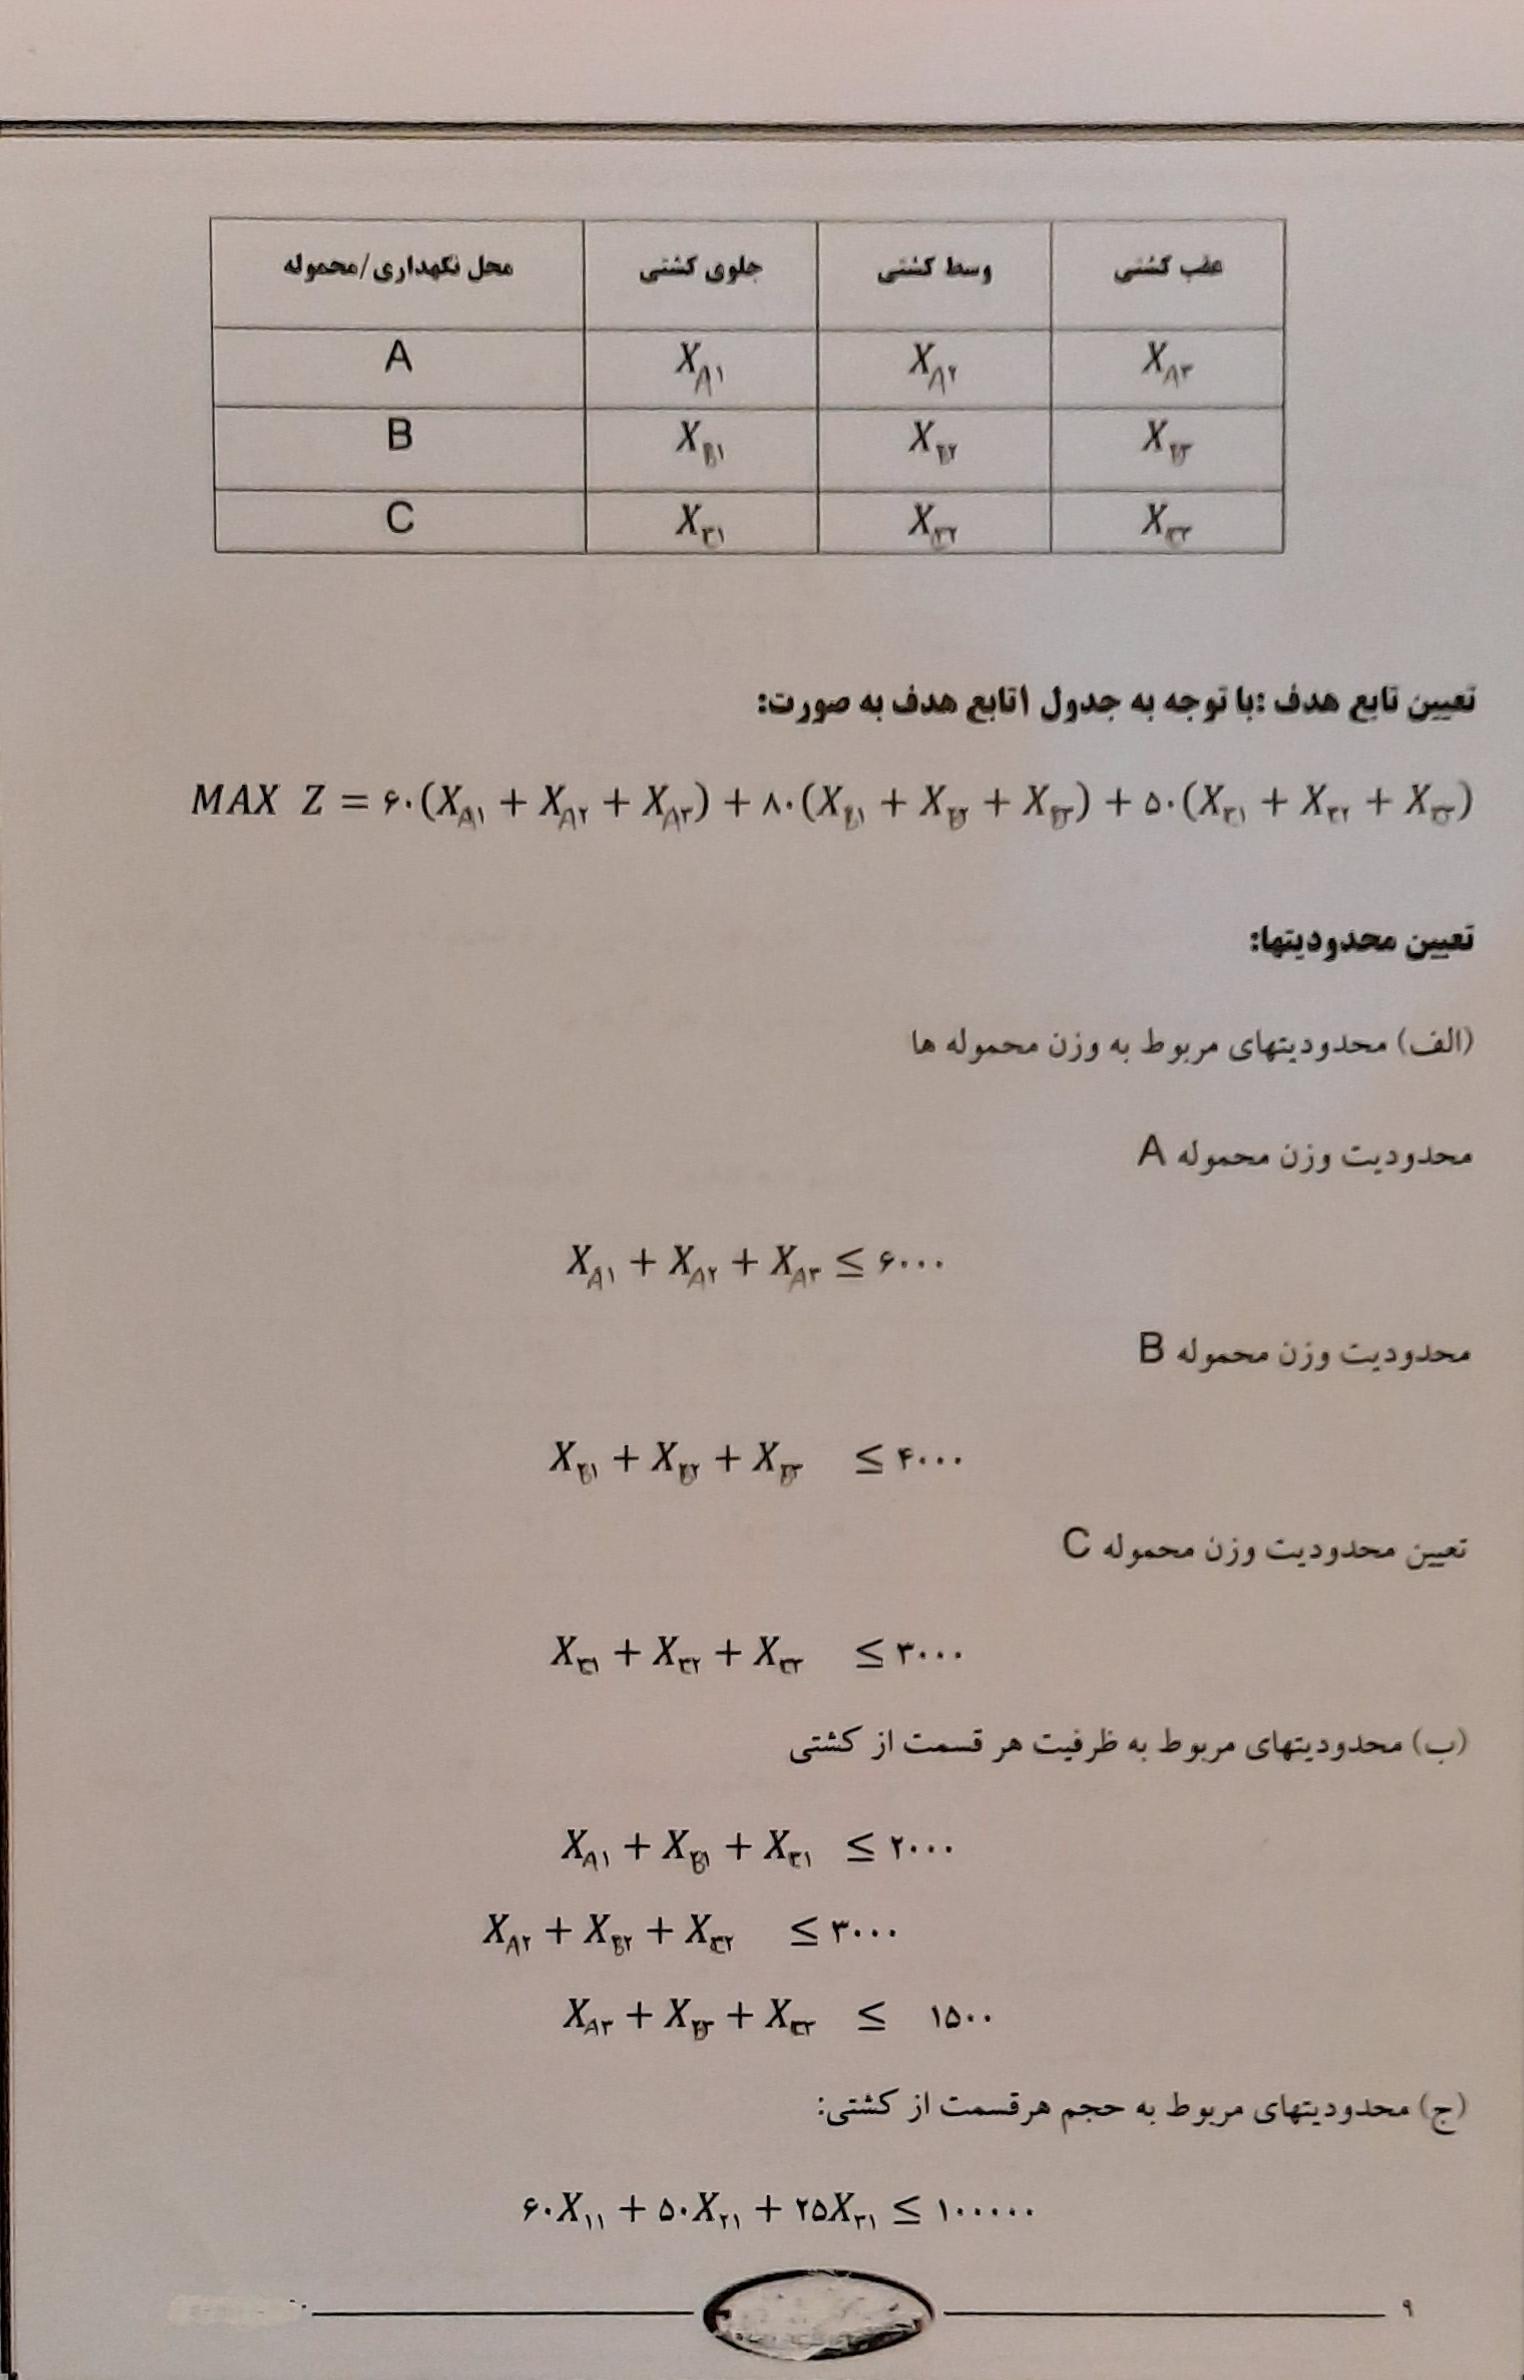 محل نگهداری/محموله جلوی کشتی وسط کشتی عقب کشتی
A X_A۱ X_A۲ X_A۳
B X_B۱ X_B۲ X_B۳
C X_C۱ X_C۲ X_C۳
تعیین تابع هدف :با توجه به جدول ۱تابع هدف به صورت:
MAX Z = ۶۰(X_A۱ + X_A۲ + X_A۳) + ۸۰(X_B۱ + X_B۲ + X_B۳) + ۵۰(X_۳۱ + X_۳۲ + X_۳۳)
تعیین محدودیتها:
(الف) محدودیتهای مربوط به وزن محموله ها
محدودیت وزن محموله A
X_A۱ + X_A۲ + X_A۳ ≤ ۶۰۰۰
محدودیت وزن محموله B
X_B۱ + X_B۲ + X_B۳ ≤ ۴۰۰۰
تعیین محدودیت وزن محموله C
X_C۱ + X_C۲ + X_C۳ ≤ ۳۰۰۰
(ب) محدودیتهای مربوط به ظرفیت هر قسمت از کشتی
X_A۱ + X_B۱ + X_C۱ ≤ ۲۰۰۰
X_A۲ + X_B۲ + X_C۲ ≤ ۳۰۰۰
X_A۳ + X_B۳ + X_C۳ ≤ ۱۵۰۰
(ج) محدودیتهای مربوط به حجم هرقسمت از کشتی:
۶۰X_۱۱ + ۵۰X_۲۱ + ۲۵X_۳۱ ≤ ۱۰۰۰۰۰
۹